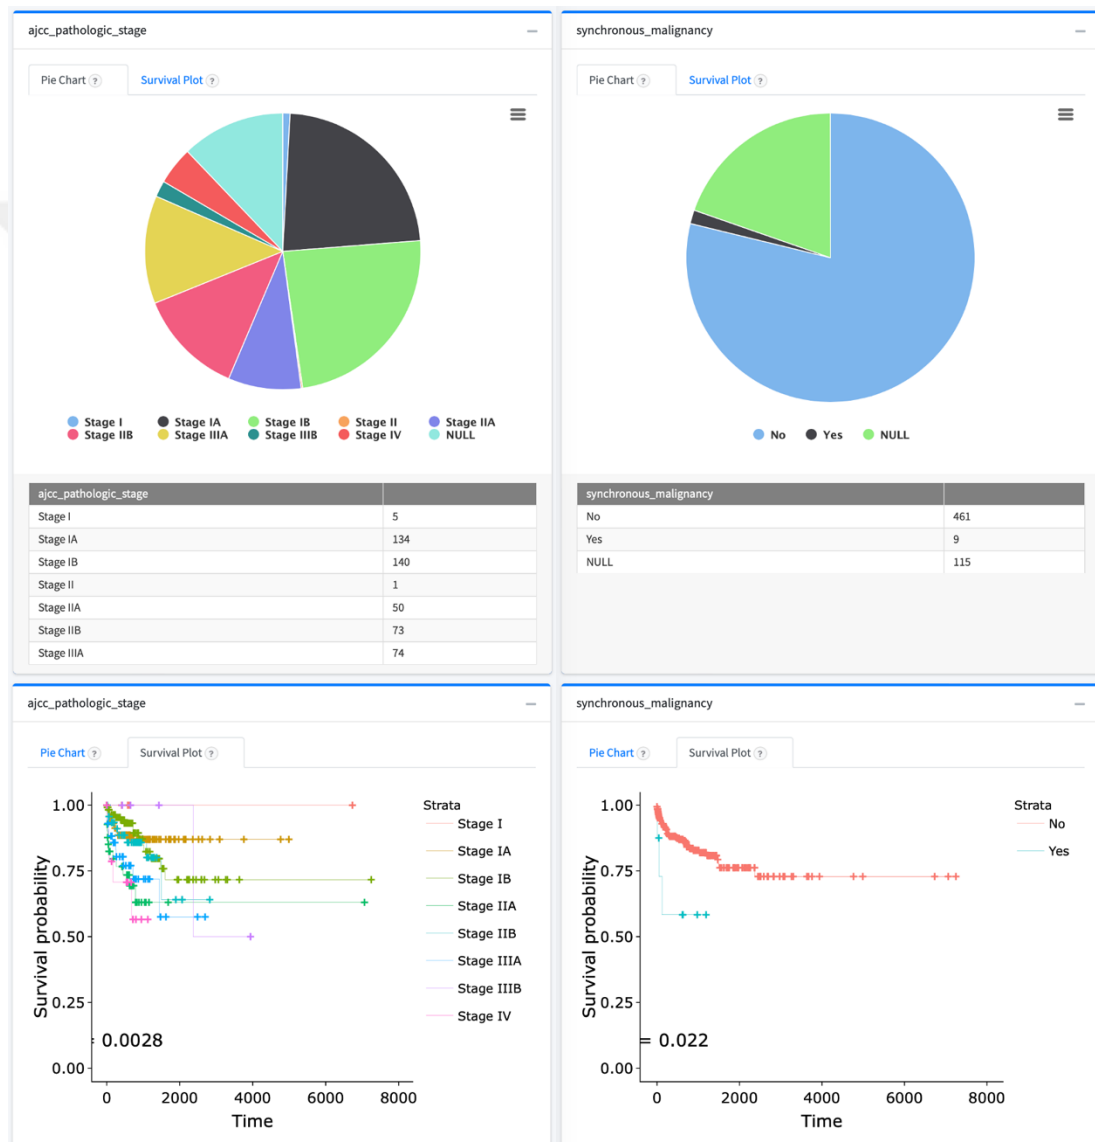 ajcc_pathologic_stage
Pie Chart ?
Survival Plot ?
Stage I
Stage IA
Stage IB
Stage II
Stage IIA
Stage IIB
Stage IIIA
Stage IIIB
Stage IV
NULL
ajcc_pathologic_stage
Stage I 5
Stage IA 134
Stage IB 140
Stage II 1
Stage IIA 50
Stage IIB 73
Stage IIIA 74
synchronous_malignancy
Pie Chart ?
Survival Plot ?
No
Yes
NULL
synchronous_malignancy
No 461
Yes 9
NULL 115
ajcc_pathologic_stage
Pie Chart ?
Survival Plot ?
Survival probability
1.00
0.75
0.50
0.25
0.00
= 0.0028
0 2000 4000 6000 8000
Time
Strata
Stage I
Stage IA
Stage IB
Stage IIA
Stage IIB
Stage IIIA
Stage IIIB
Stage IV
synchronous_malignancy
Pie Chart ?
Survival Plot ?
Survival probability
1.00
0.75
0.50
0.25
0.00
= 0.022
0 2000 4000 6000 8000
Time
Strata
No
Yes